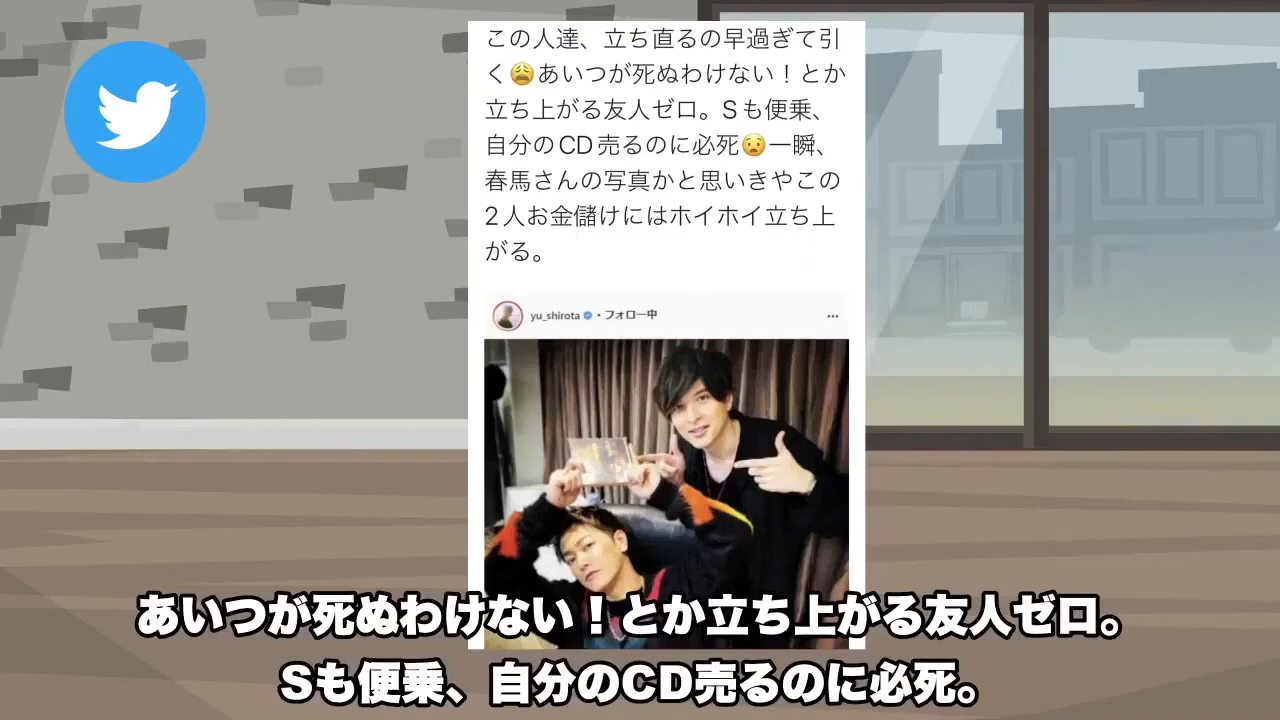 この人達、立ち直るの早過ぎて引
く😩あいつが死ぬわけない！とか
立ち上がる友人ゼロ。Sも便乗、
自分のCD売るのに必死😧一瞬、
春馬さんの写真かと思いきやこの
2人お金儲けにはホイホイ立ち上
がる。
yu_shirota・フォロー中
あいつが死ぬわけない！とか立ち上がる友人ゼロ。
Sも便乗、自分のCD売るのに必死。